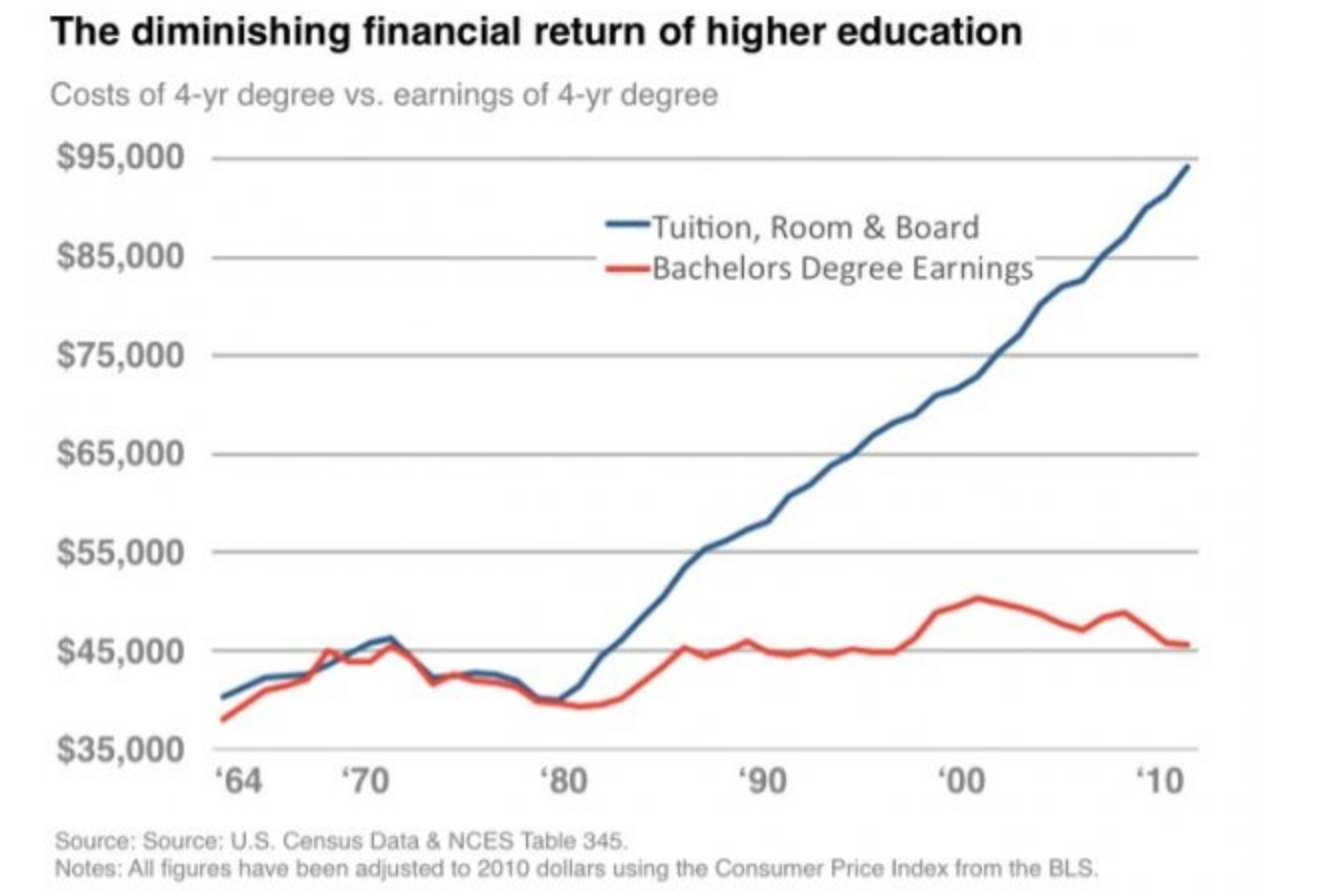 The diminishing financial return of higher education
Costs of 4-yr degree vs. earnings of 4-yr degree
$95,000
Tuition, Room & Board
$85,000
Bachelors Degree Earnings
$75,000
$65,000
$55,000
$45,000
$35,000
‘64 ‘70 ‘80 ‘90 ‘00 ‘10
Source: Source: U.S. Census Data & NCES Table 345.
Notes: All figures have been adjusted to 2010 dollars using the Consumer Price Index from the BLS.